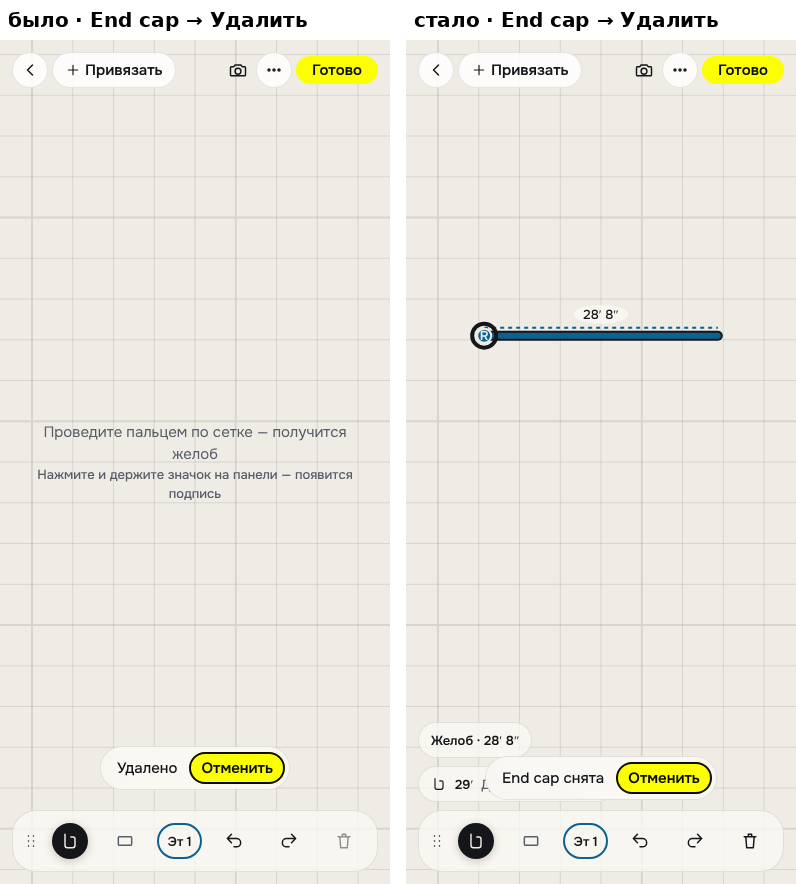 было · End cap → Удалить
+ Привязать
Готово
Проведите пальцем по сетке — получится
желоб
Нажмите и держите значок на панели — появится
подпись
Удалено
Отменить
Эт 1
стало · End cap → Удалить
+ Привязать
Готово
28′ 8″
R
Желоб · 28′ 8″
29′
End cap снята
Отменить
Эт 1